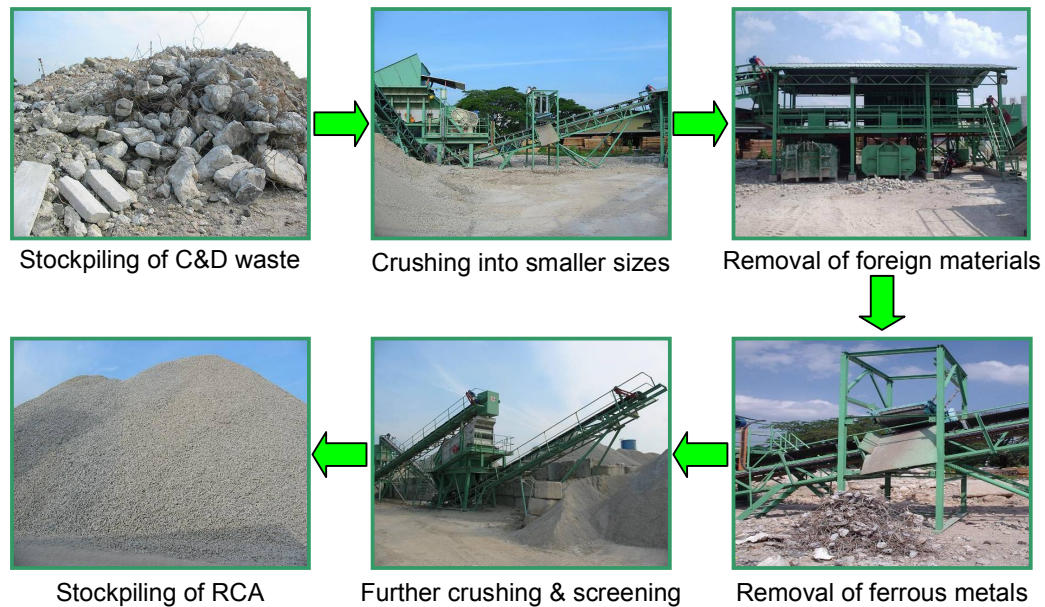 Stockpiling of C&D waste
Crushing into smaller sizes
Removal of foreign materials
Removal of ferrous metals
Further crushing & screening
Stockpiling of RCA